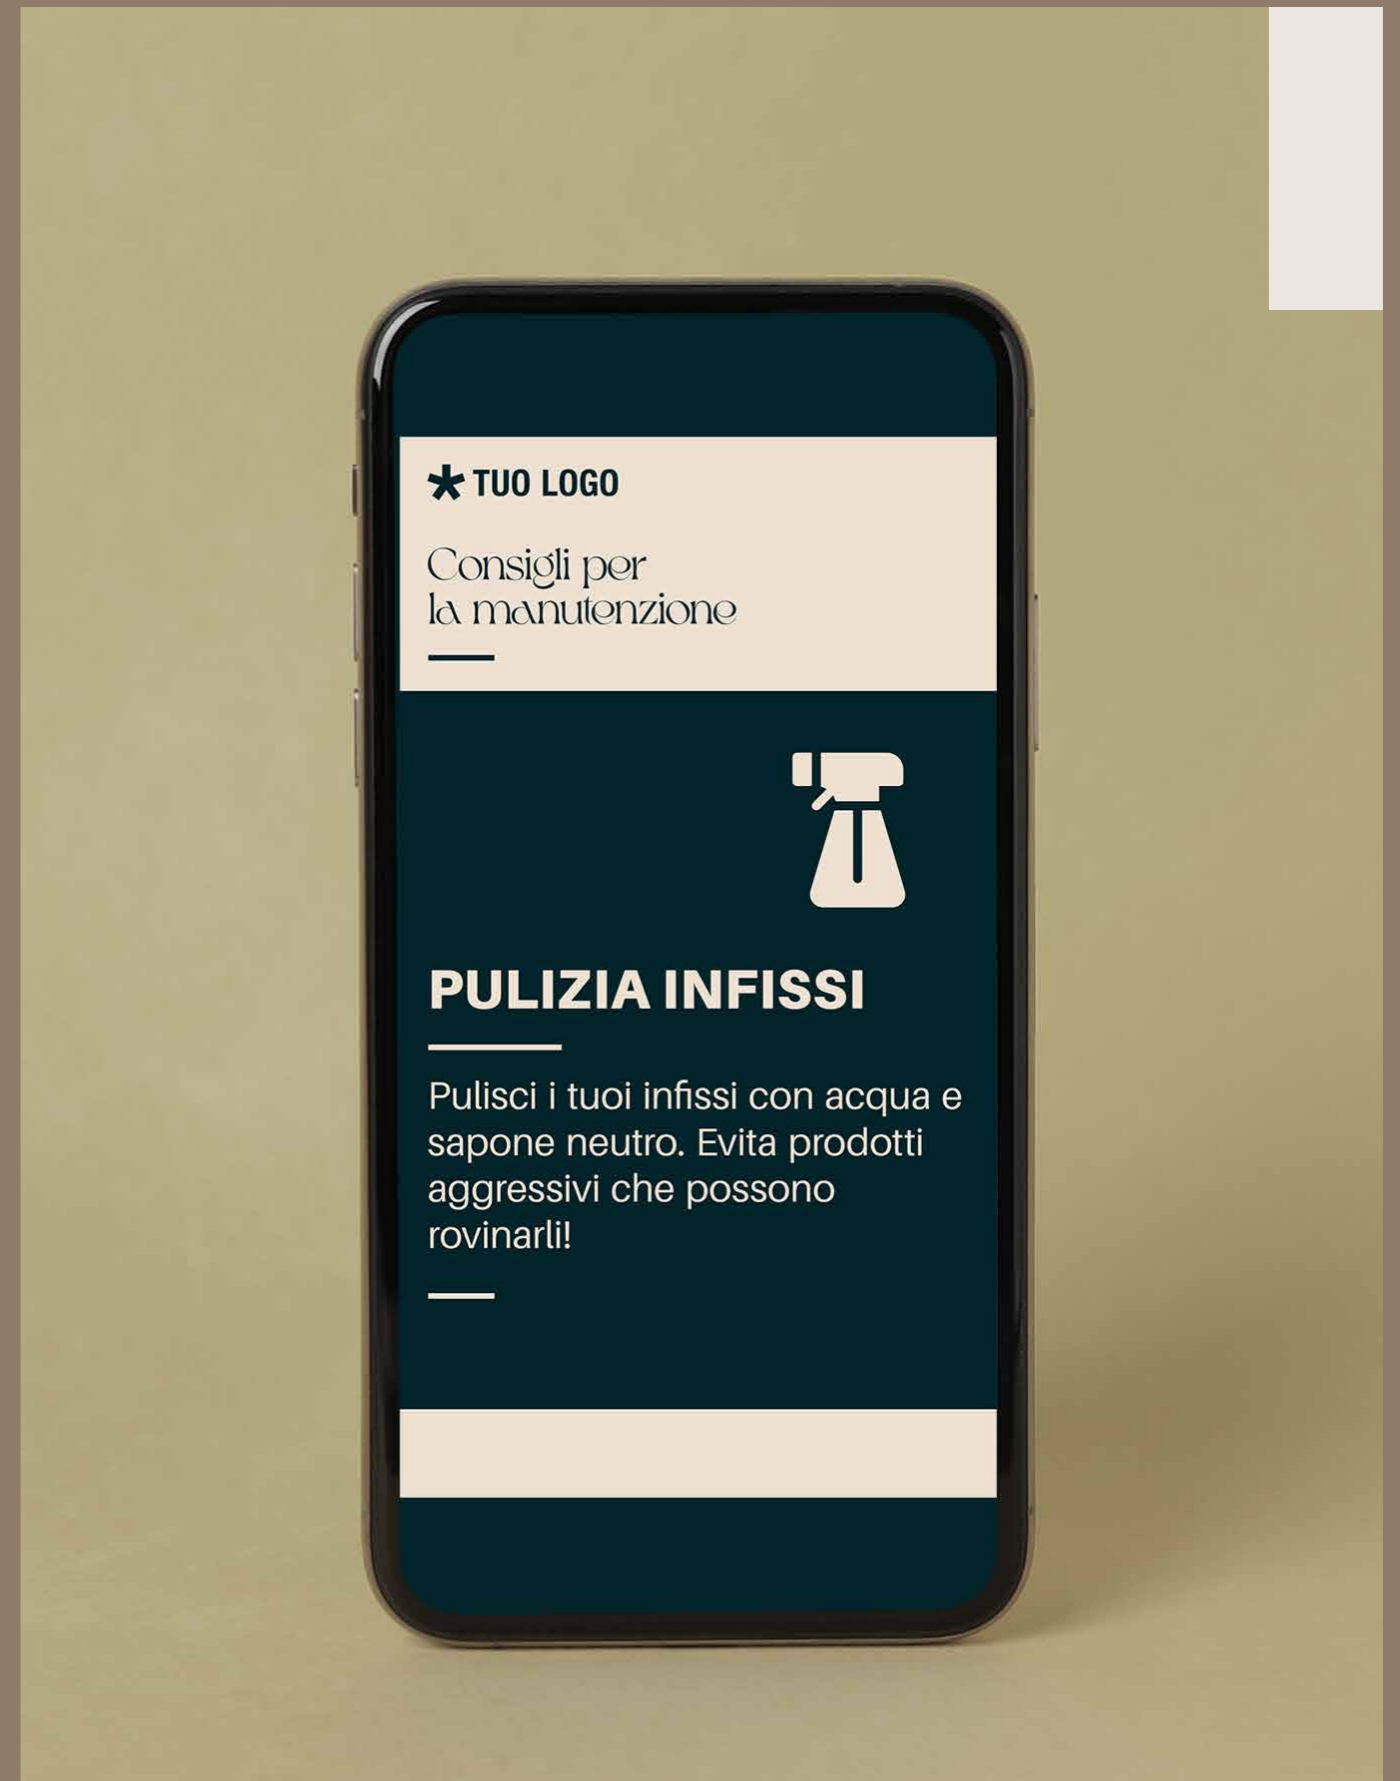 TUO LOGO
Consigli per
la manutenzione
PULIZIA INFISSI
Pulisci i tuoi infissi con acqua e
sapone neutro. Evita prodotti
aggressivi che possono
rovinarli!